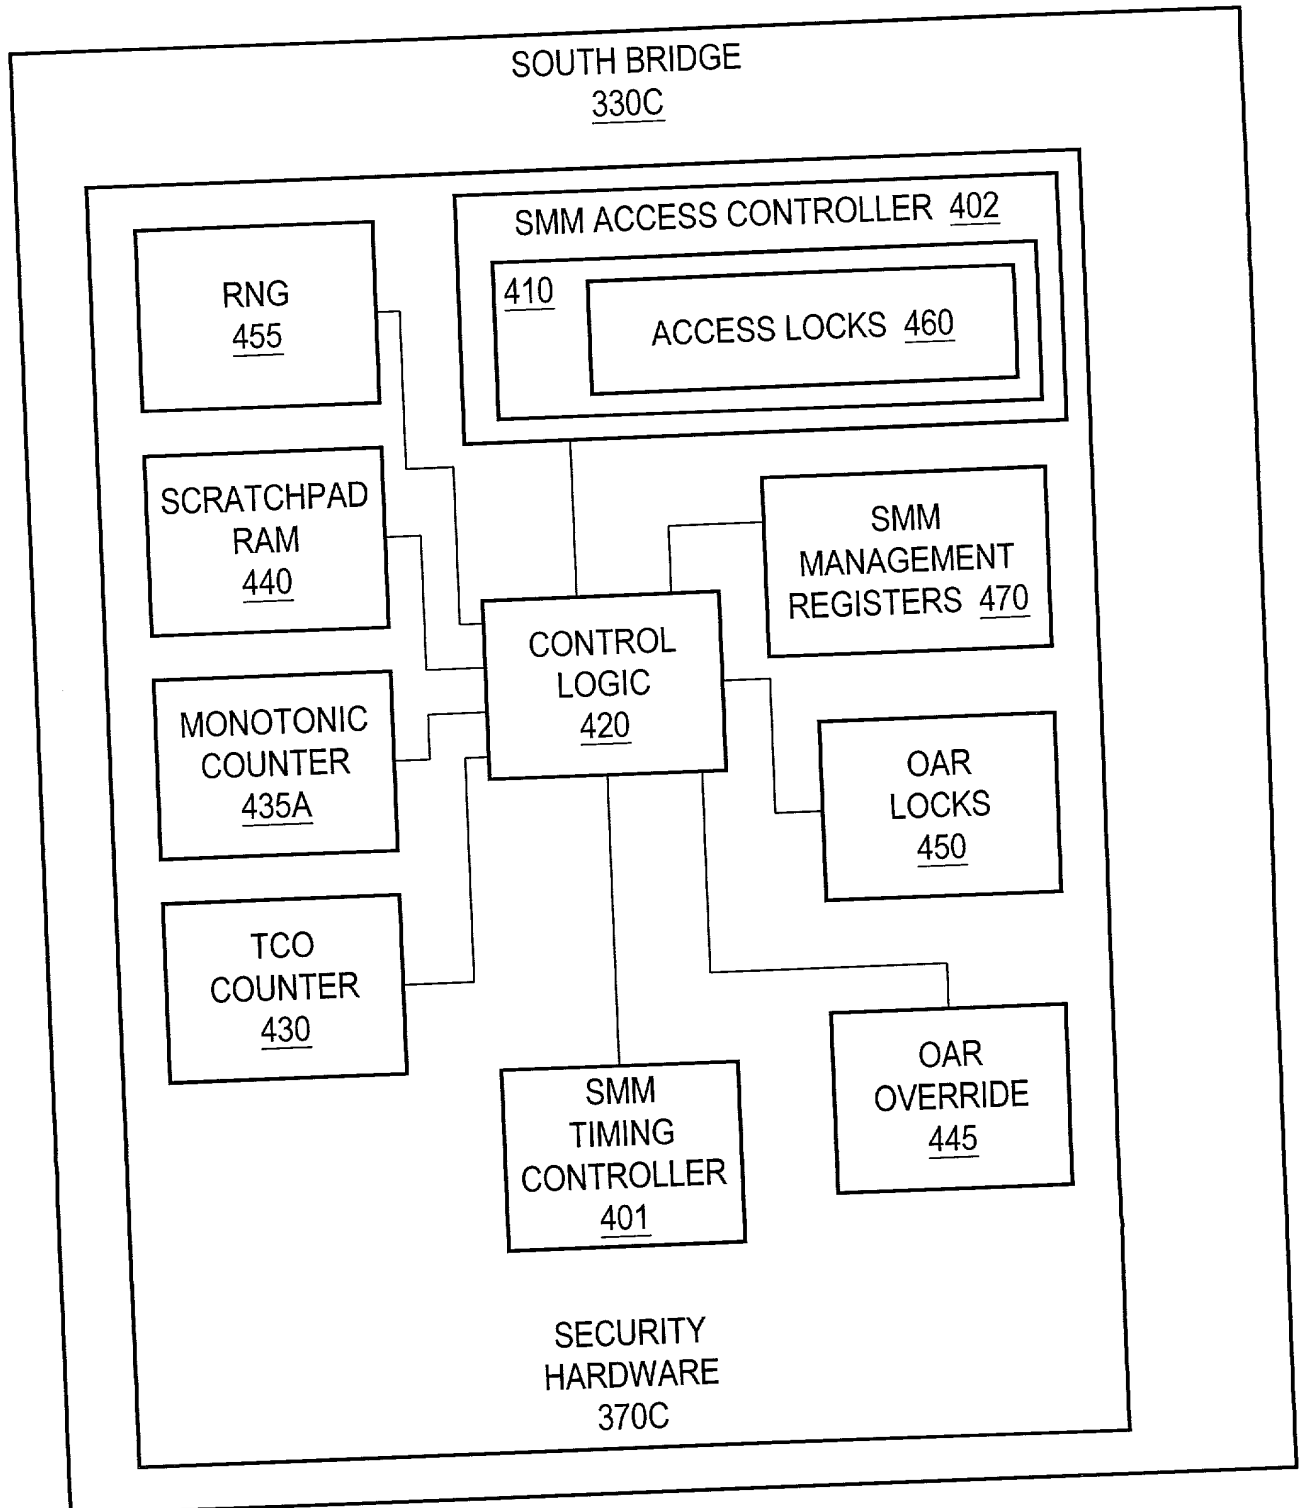 SOUTH BRIDGE
330C
SMM ACCESS CONTROLLER 402
410
ACCESS LOCKS 460
RNG
455
SCRATCHPAD
RAM
440
SMM
MANAGEMENT
REGISTERS 470
CONTROL
LOGIC
420
MONOTONIC
COUNTER
435A
OAR
LOCKS
450
TCO
COUNTER
430
SMM
TIMING
CONTROLLER
401
OAR
OVERRIDE
445
SECURITY
HARDWARE
370C